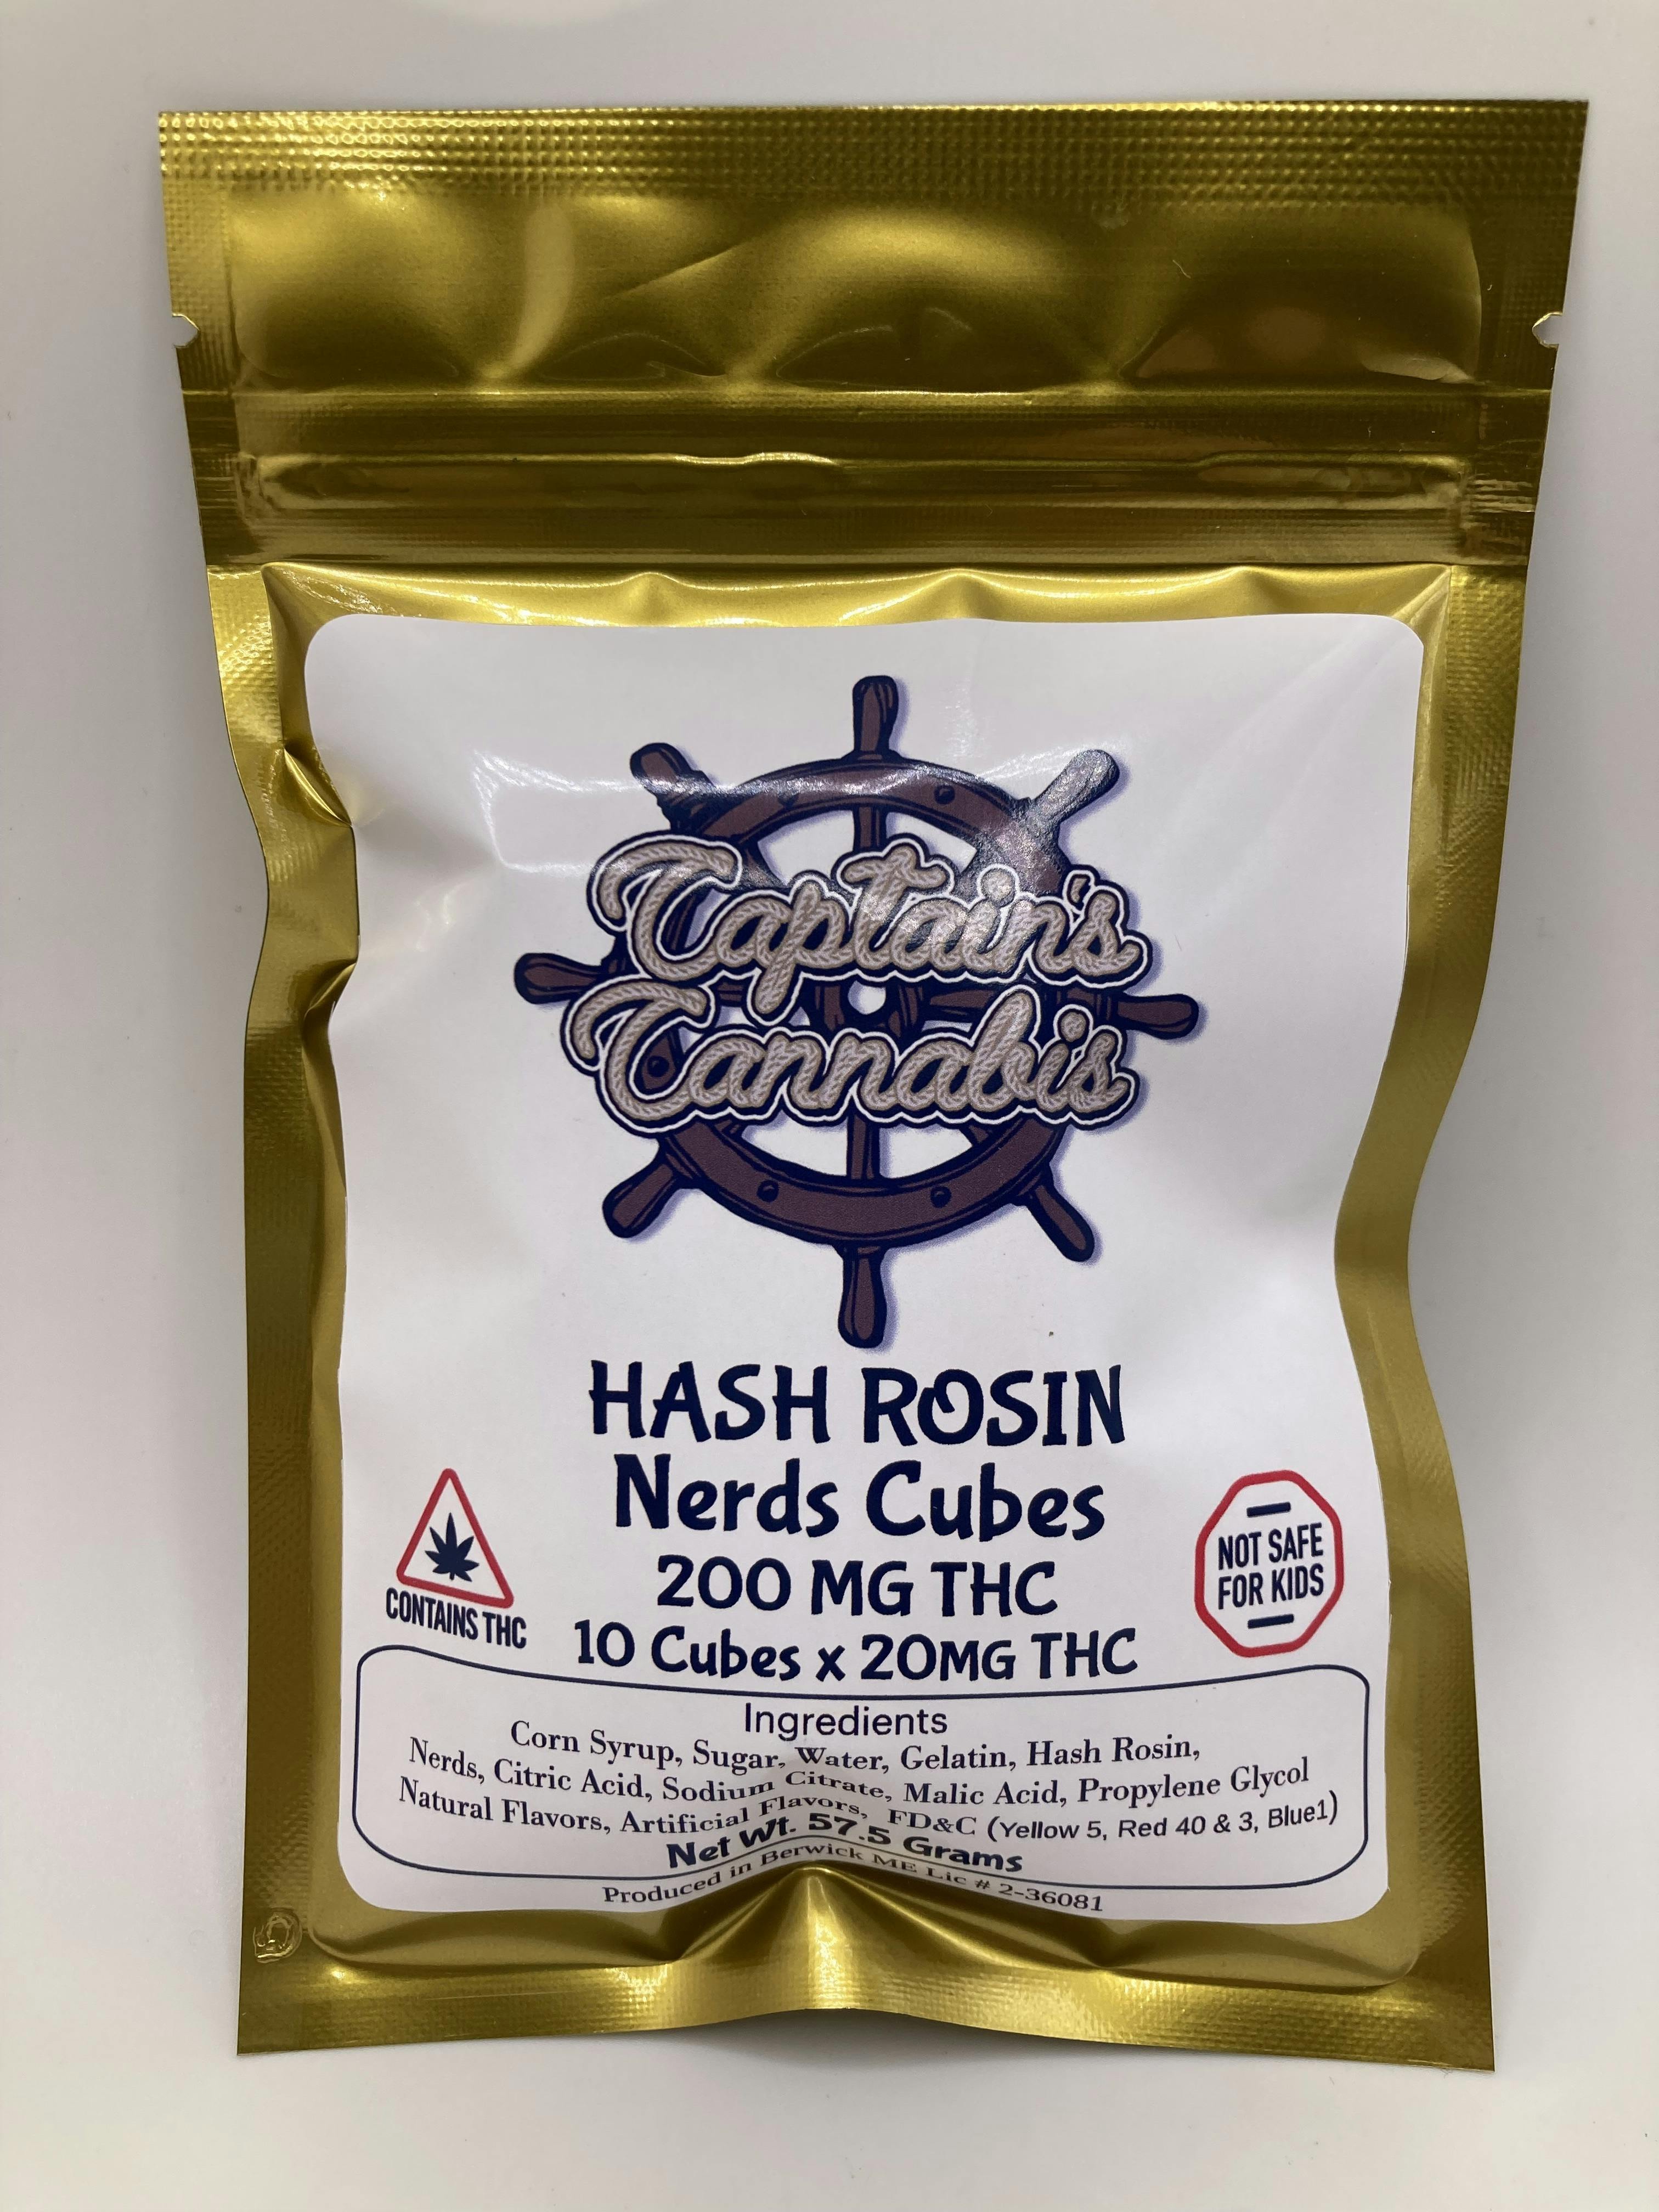 Captain's
Cannabis
HASH ROSIN
Nerds Cubes
200 MG THC
10 Cubes x 20MG THC
CONTAINS THC
NOT SAFE
FOR KIDS
Ingredients
Corn Syrup, Sugar, Water, Gelatin, Hash Rosin,
Nerds, Citric Acid, Sodium Citrate, Malic Acid, Propylene Glycol
Natural Flavors, Artificial Flavors, FD&C (Yellow 5, Red 40 & 3, Blue1)
Net Wt. 57.5 Grams
Produced in Berwick ME Lic # 2-36081